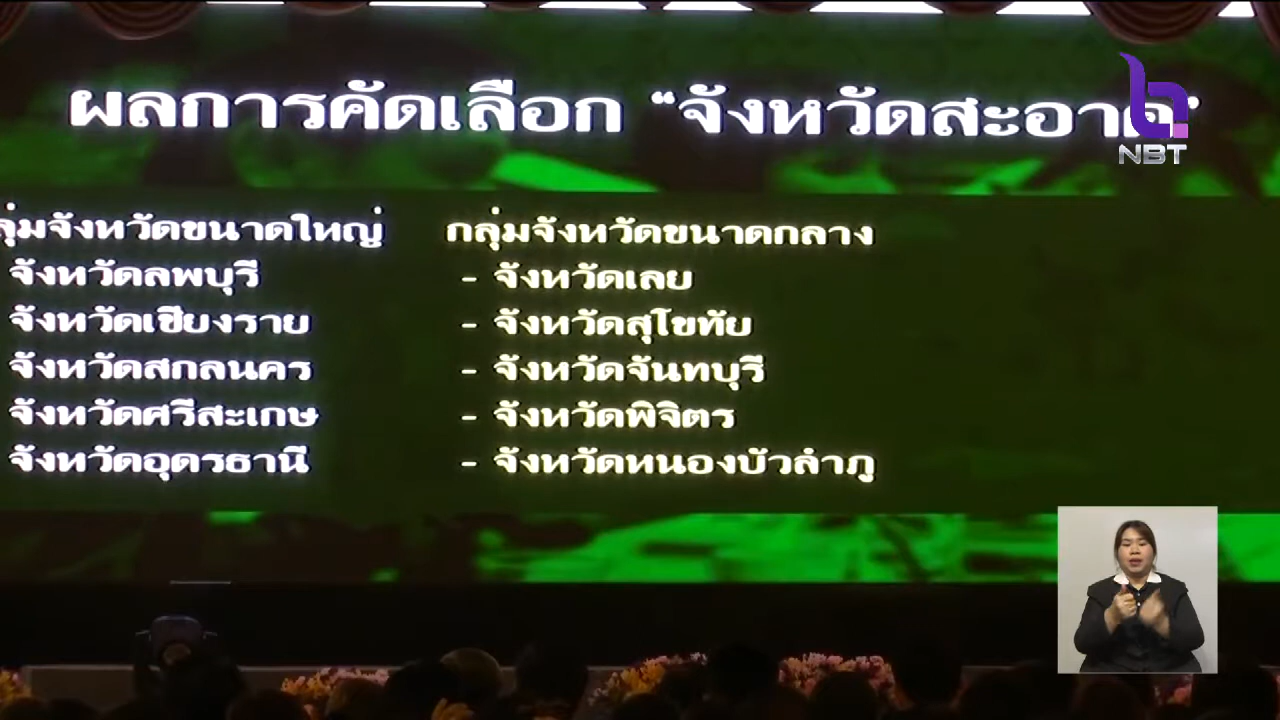 ผลการคัดเลือก “จังหวัดสะอาด”
ลุ่มจังหวัดขนาดใหญ่
จังหวัดลพบุรี
จังหวัดเชียงราย
จังหวัดสกลนคร
จังหวัดศรีสะเกษ
จังหวัดอุดรธานี
กลุ่มจังหวัดขนาดกลาง
- จังหวัดเลย
- จังหวัดสุโขทัย
- จังหวัดจันทบุรี
- จังหวัดพิจิตร
- จังหวัดหนองบัวลำภู
NBT